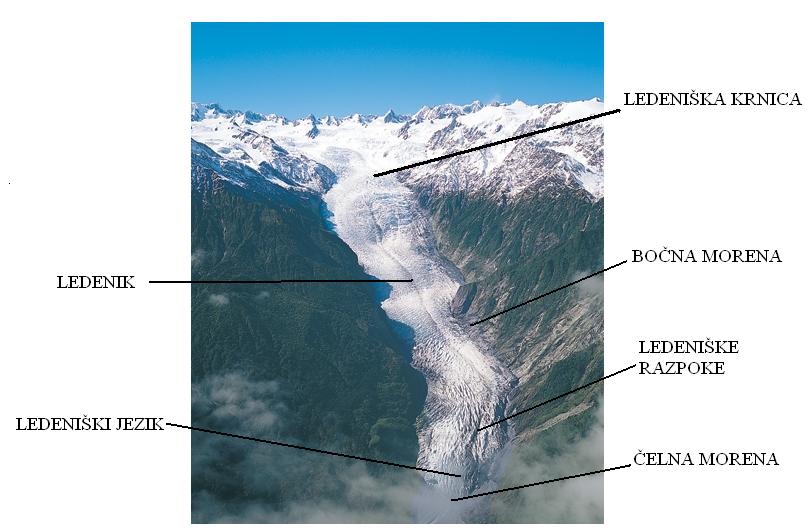 LEDENIŠKA KRNICA
BOČNA MORENA
LEDENIK
LEDENIŠKE
RAZPOKE
LEDENIŠKI JEZIK
ČELNA MORENA